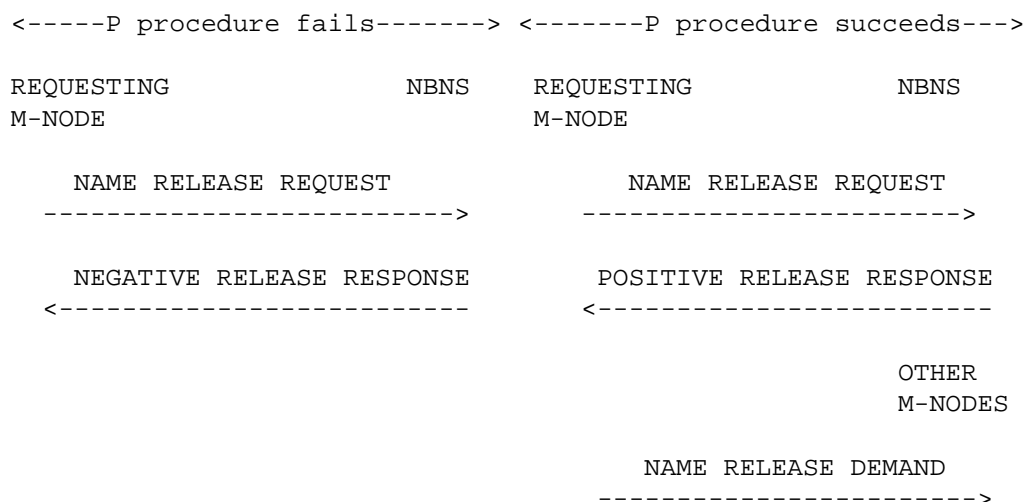 <-----P procedure fails-------> <-------P procedure succeeds--->
REQUESTING               NBNS    REQUESTING             NBNS
M-NODE                           M-NODE
    NAME RELEASE REQUEST               NAME RELEASE REQUEST
  -------------------------->       ------------------------>
    NEGATIVE RELEASE RESPONSE        POSITIVE RELEASE RESPONSE
  <--------------------------       <-------------------------
                                                        OTHER
                                                        M-NODES
                                        NAME RELEASE DEMAND
                                     ------------------------>